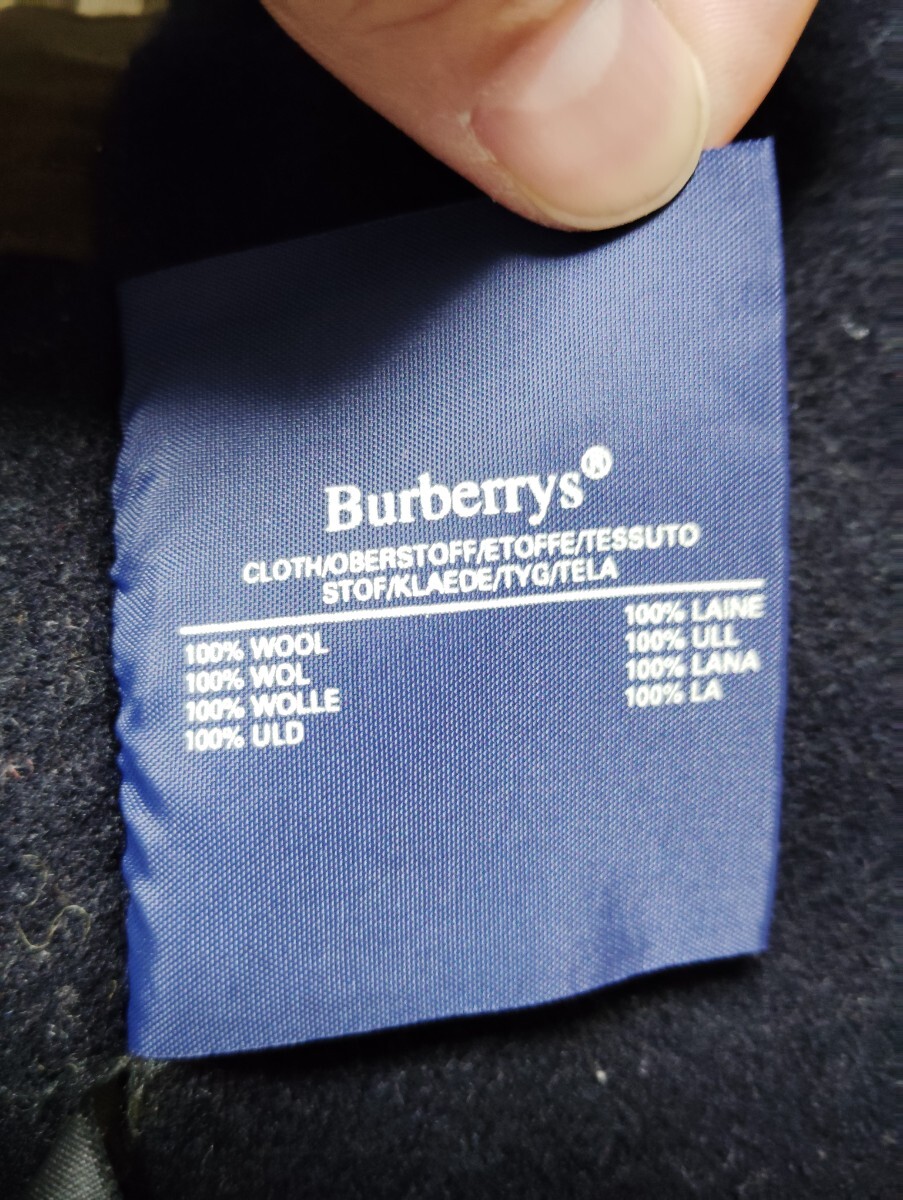 Burberrys®
CLOTH/OBERSTOFF/ETOFFE/TESSUTO
STOF/KLAEDE/TYG/TELA
100% WOOL
100% WOL
100% WOLLE
100% ULD
100% LAINE
100% ULL
100% LANA
100% LA